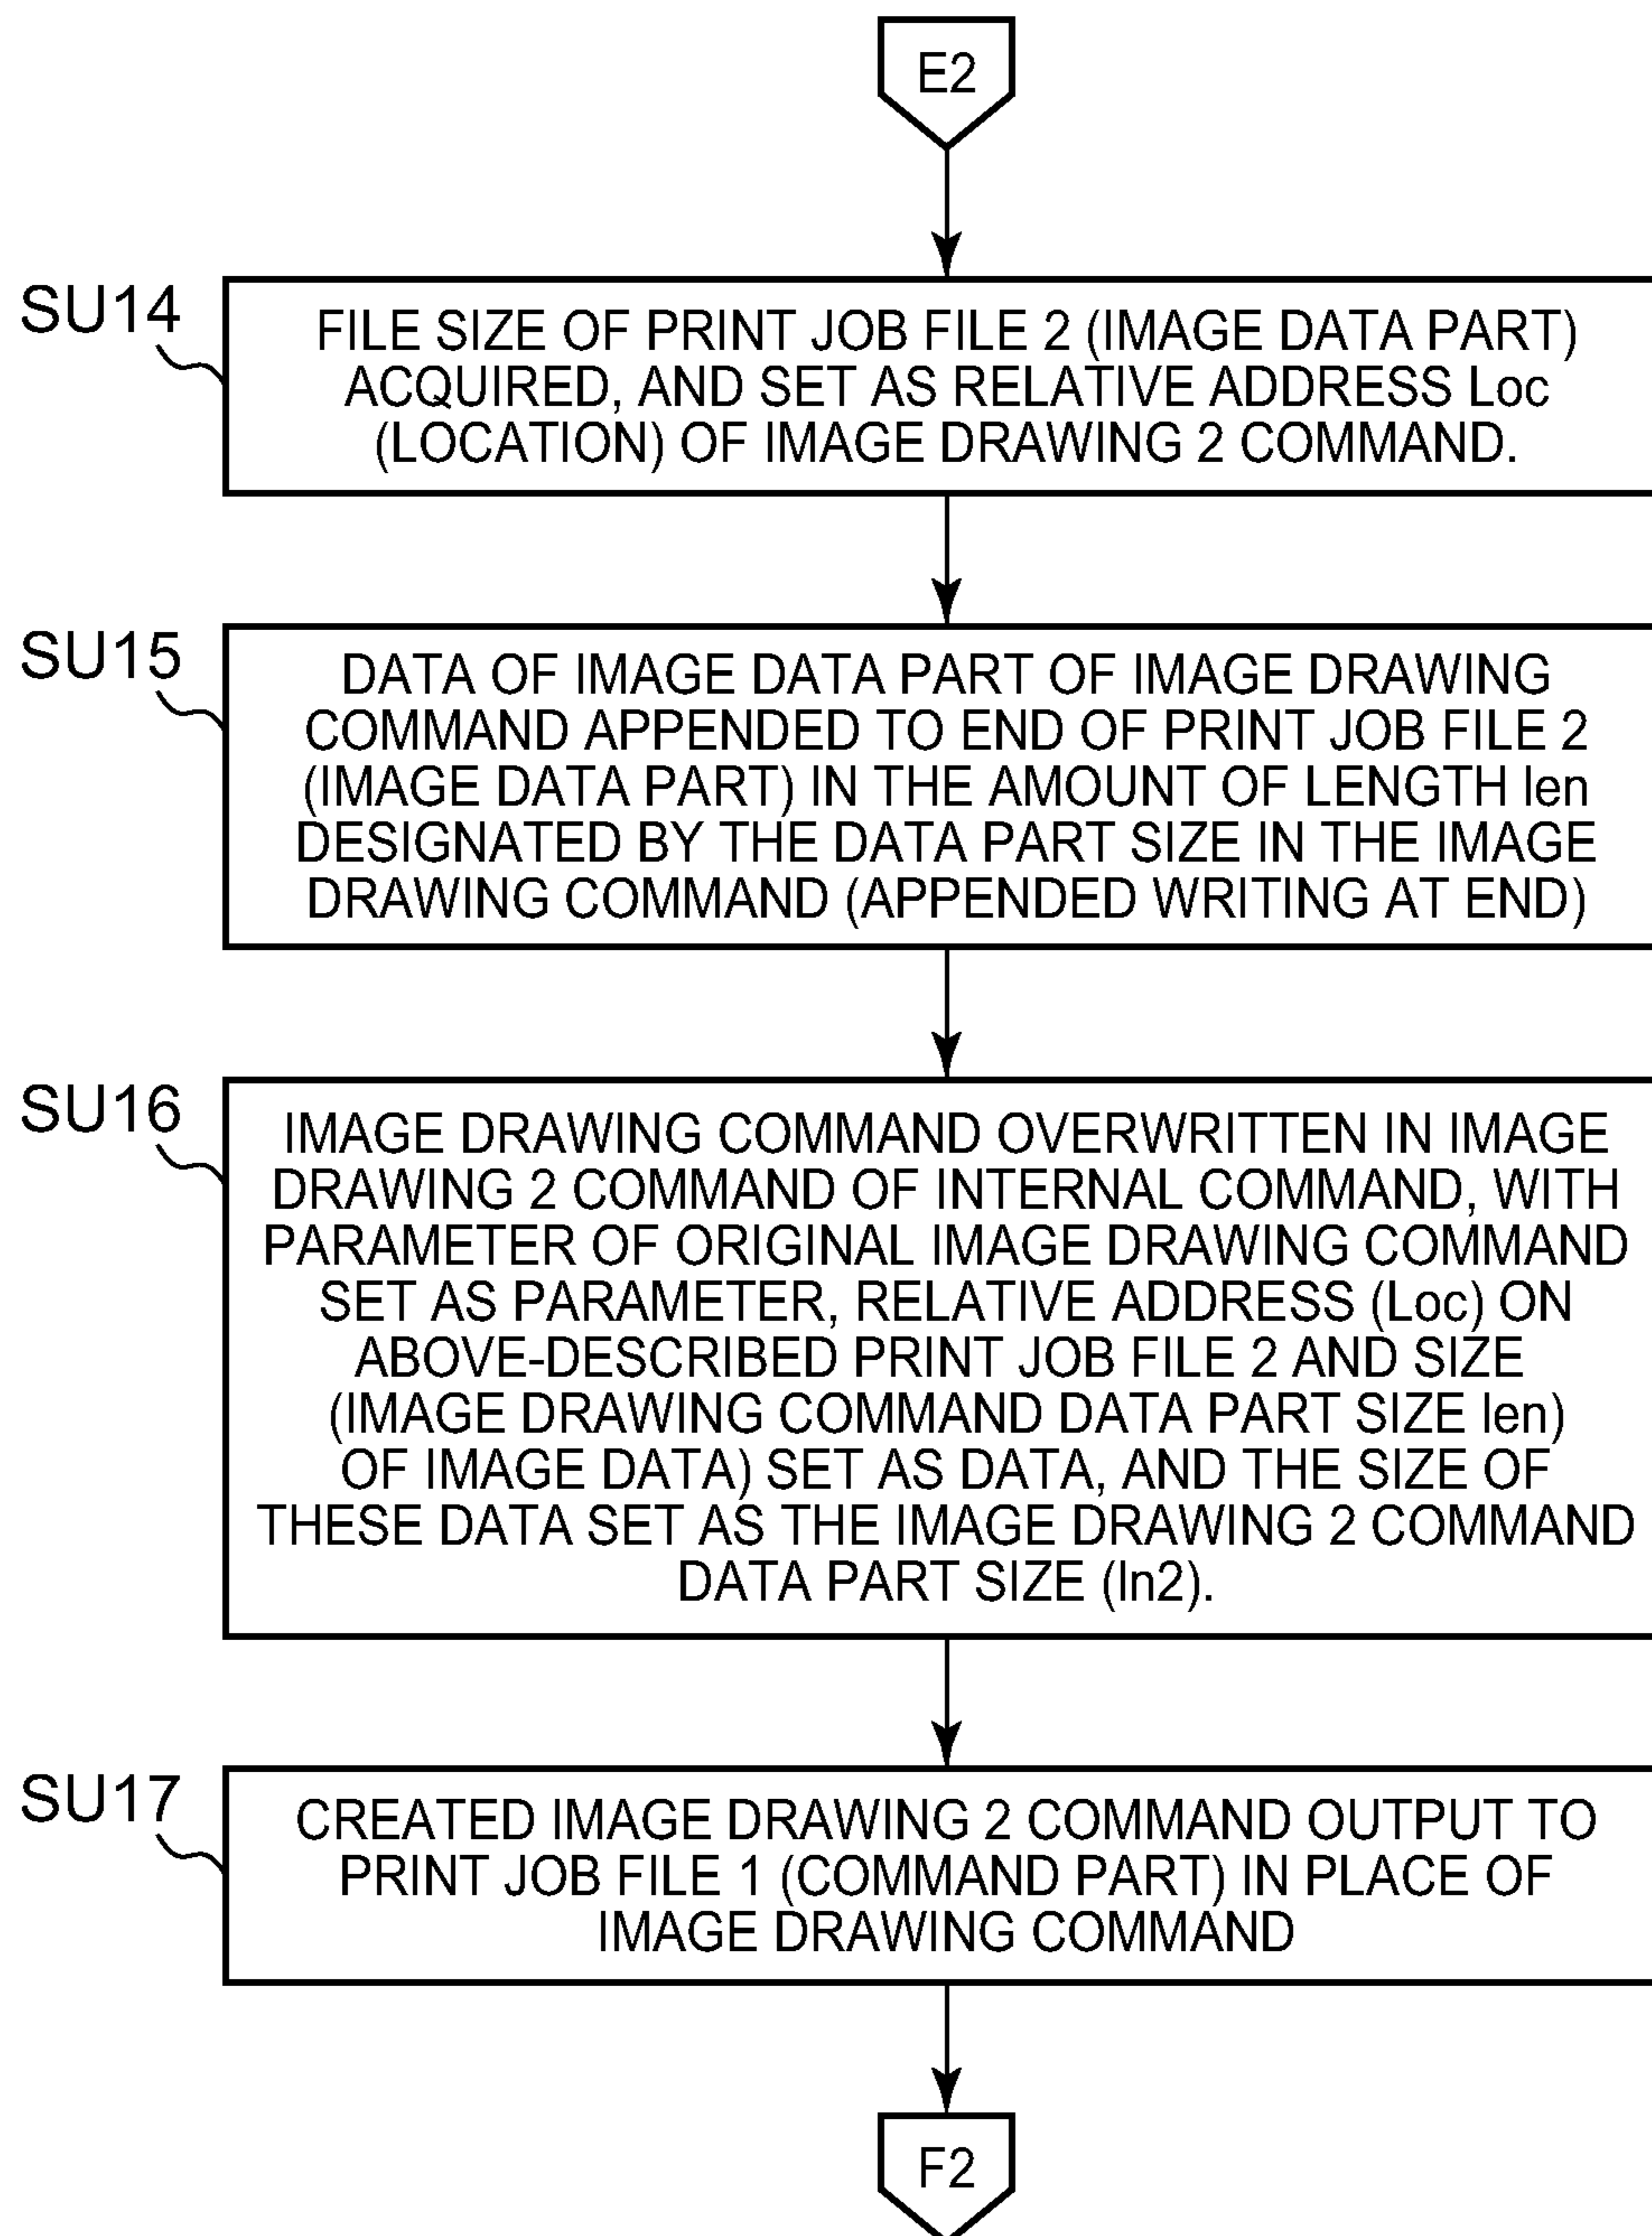 E2
SU14
FILE SIZE OF PRINT JOB FILE 2 (IMAGE DATA PART)
ACQUIRED, AND SET AS RELATIVE ADDRESS Loc
(LOCATION) OF IMAGE DRAWING 2 COMMAND.
SU15
DATA OF IMAGE DATA PART OF IMAGE DRAWING
COMMAND APPENDED TO END OF PRINT JOB FILE 2
(IMAGE DATA PART) IN THE AMOUNT OF LENGTH len
DESIGNATED BY THE DATA PART SIZE IN THE IMAGE
DRAWING COMMAND (APPENDED WRITING AT END)
SU16
IMAGE DRAWING COMMAND OVERWRITTEN IN IMAGE
DRAWING 2 COMMAND OF INTERNAL COMMAND, WITH
PARAMETER OF ORIGINAL IMAGE DRAWING COMMAND
SET AS PARAMETER, RELATIVE ADDRESS (Loc) ON
ABOVE-DESCRIBED PRINT JOB FILE 2 AND SIZE
(IMAGE DRAWING COMMAND DATA PART SIZE len)
OF IMAGE DATA) SET AS DATA, AND THE SIZE OF
THESE DATA SET AS THE IMAGE DRAWING 2 COMMAND
DATA PART SIZE (ln2).
SU17
CREATED IMAGE DRAWING 2 COMMAND OUTPUT TO
PRINT JOB FILE 1 (COMMAND PART) IN PLACE OF
IMAGE DRAWING COMMAND
F2